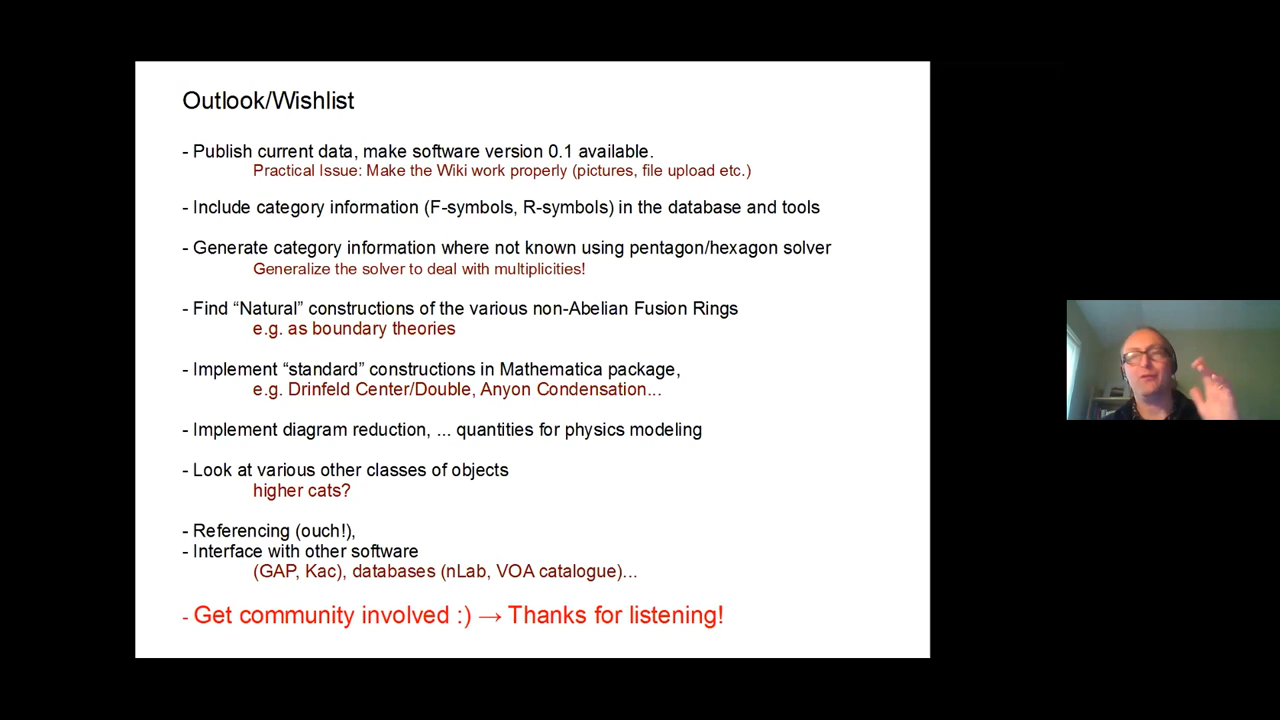 Outlook/Wishlist
- Publish current data, make software version 0.1 available.
Practical Issue: Make the Wiki work properly (pictures, file upload etc.)
- Include category information (F-symbols, R-symbols) in the database and tools
- Generate category information where not known using pentagon/hexagon solver
Generalize the solver to deal with multiplicities!
- Find “Natural” constructions of the various non-Abelian Fusion Rings
e.g. as boundary theories
- Implement “standard” constructions in Mathematica package,
e.g. Drinfeld Center/Double, Anyon Condensation...
- Implement diagram reduction, ... quantities for physics modeling
- Look at various other classes of objects
higher cats?
- Referencing (ouch!),
- Interface with other software
(GAP, Kac), databases (nLab, VOA catalogue)...
- Get community involved :) → Thanks for listening!